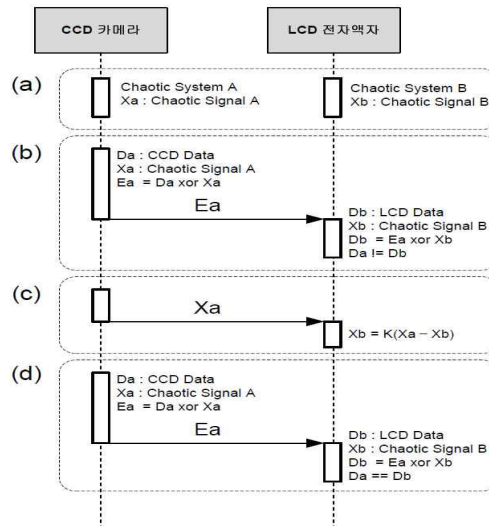 CCD 카메라
LCD 전자액자
(a)
Chaotic System A
Xa : Chaotic Signal A
Chaotic System B
Xb : Chaotic Signal B
(b)
Da : CCD Data
Xa : Chaotic Signal A
Ea = Da xor Xa
Ea
Db : LCD Data
Xb : Chaotic Signal B
Db = Ea xor Xb
Da != Db
(c)
Xa
Xb = K(Xa − Xb)
(d)
Da : CCD Data
Xa : Chaotic Signal A
Ea = Da xor Xa
Ea
Db : LCD Data
Xb : Chaotic Signal B
Db = Ea xor Xb
Da == Db